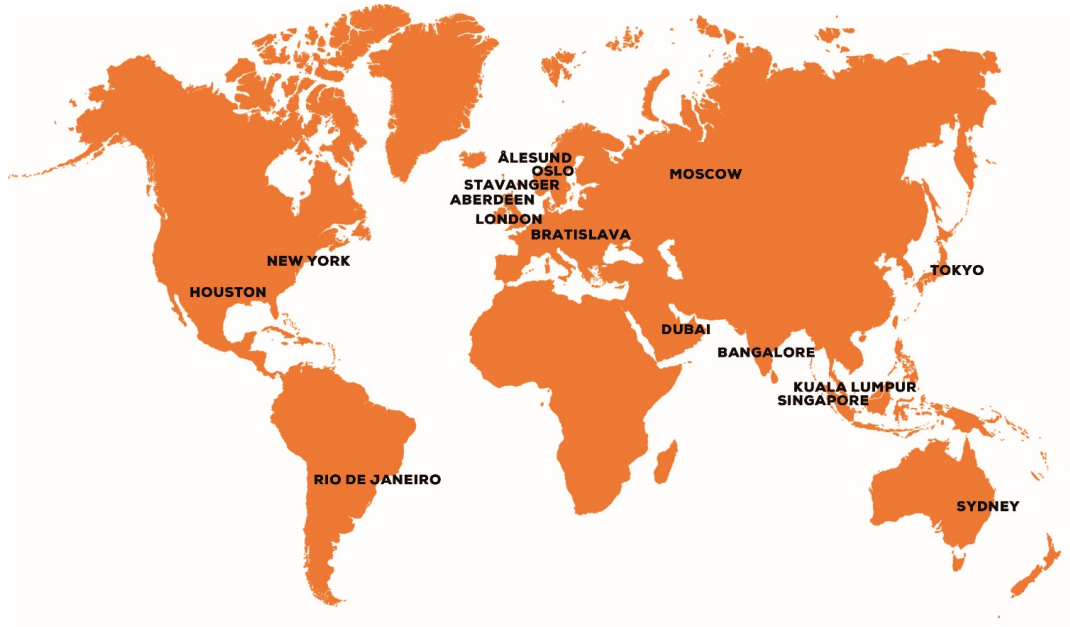 ÅLESUND
OSLO
MOSCOW
STAVANGER
ABERDEEN
LONDON
BRATISLAVA
NEW YORK
TOKYO
HOUSTON
DUBAI
BANGALORE
KUALA LUMPUR
SINGAPORE
RIO DE JANEIRO
SYDNEY